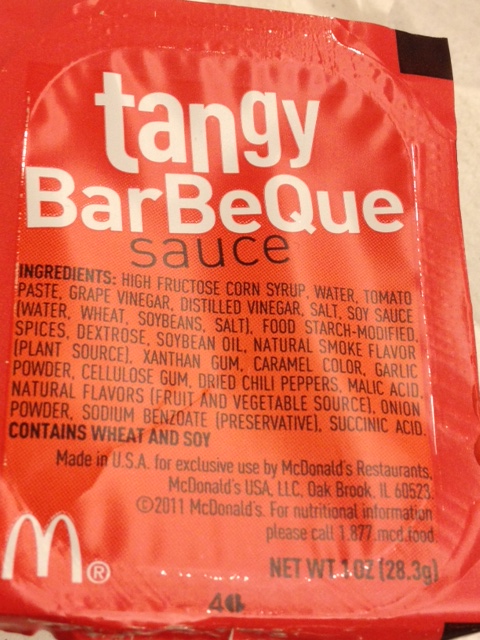 tangy
BarBeQue
sauce
INGREDIENTS: HIGH FRUCTOSE CORN SYRUP, WATER, TOMATO
PASTE, GRAPE VINEGAR, DISTILLED VINEGAR, SALT, SOY SAUCE
(WATER, WHEAT, SOYBEANS, SALT), FOOD STARCH-MODIFIED,
SPICES, DEXTROSE, SOYBEAN OIL, NATURAL SMOKE FLAVOR
(PLANT SOURCE), XANTHAN GUM, CARAMEL COLOR, GARLIC
POWDER, CELLULOSE GUM, DRIED CHILI PEPPERS, MALIC ACID,
NATURAL FLAVORS (FRUIT AND VEGETABLE SOURCE), ONION
POWDER, SODIUM BENZOATE (PRESERVATIVE), SUCCINIC ACID.
CONTAINS WHEAT AND SOY
Made in U.S.A. for exclusive use by McDonald's Restaurants,
McDonald's USA, LLC, Oak Brook, IL 60523.
©2011 McDonald's. For nutritional information
please call 1.877.mcd.food.
M®
NET WT. 1 OZ (28.3g)